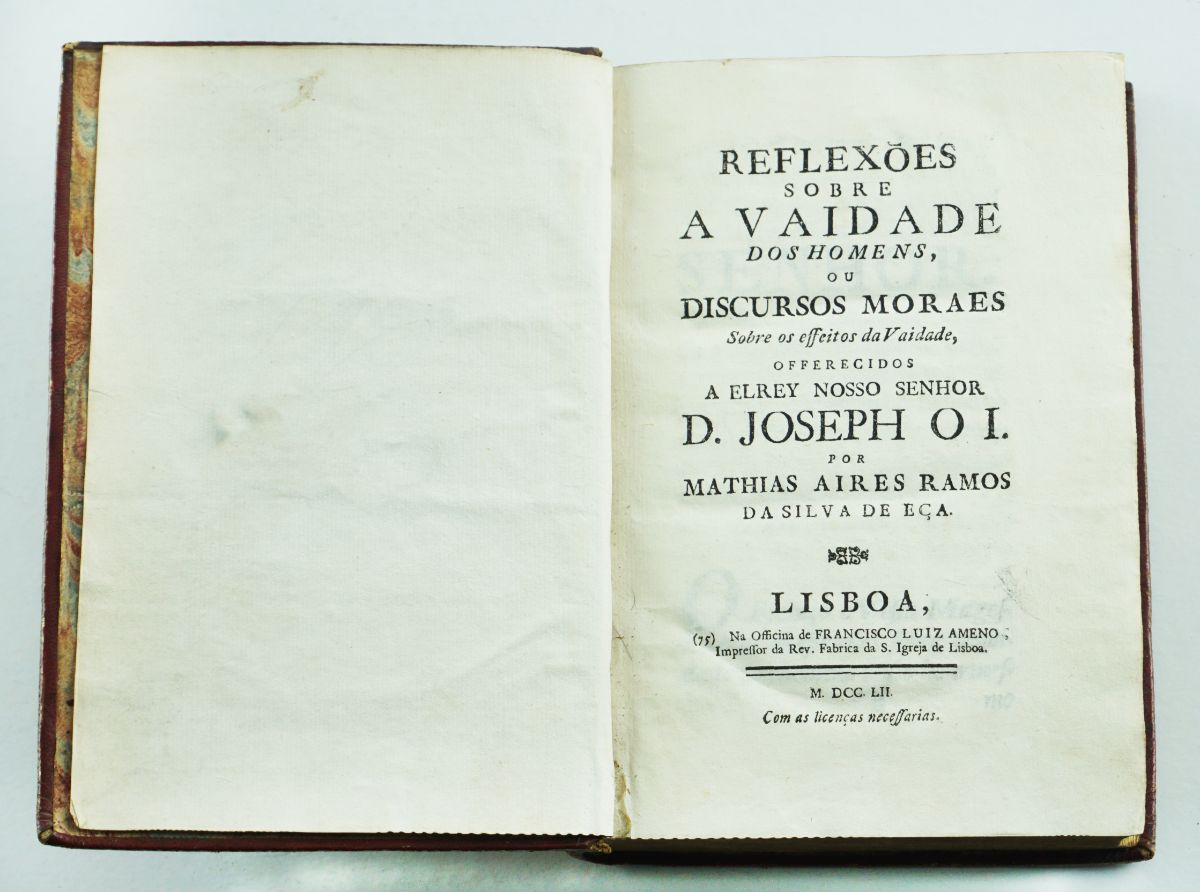 REFLEXÕES
SOBRE
A VAIDADE
DOS HOMENS,
OU
DISCURSOS MORAES
Sobre os effeitos da Vaidade,
OFFERECIDOS
A ELREY NOSSO SENHOR
D. JOSEPH O I.
POR
MATHIAS AIRES RAMOS
DA SILVA DE EÇA.
LISBOA,
(75) Na Officina de FRANCISCO LUIZ AMENO,
Impreſſor da Rev. Fabrica da S. Igreja de Lisboa.
M. DCC. LII.
Com as licenças neceſſarias.